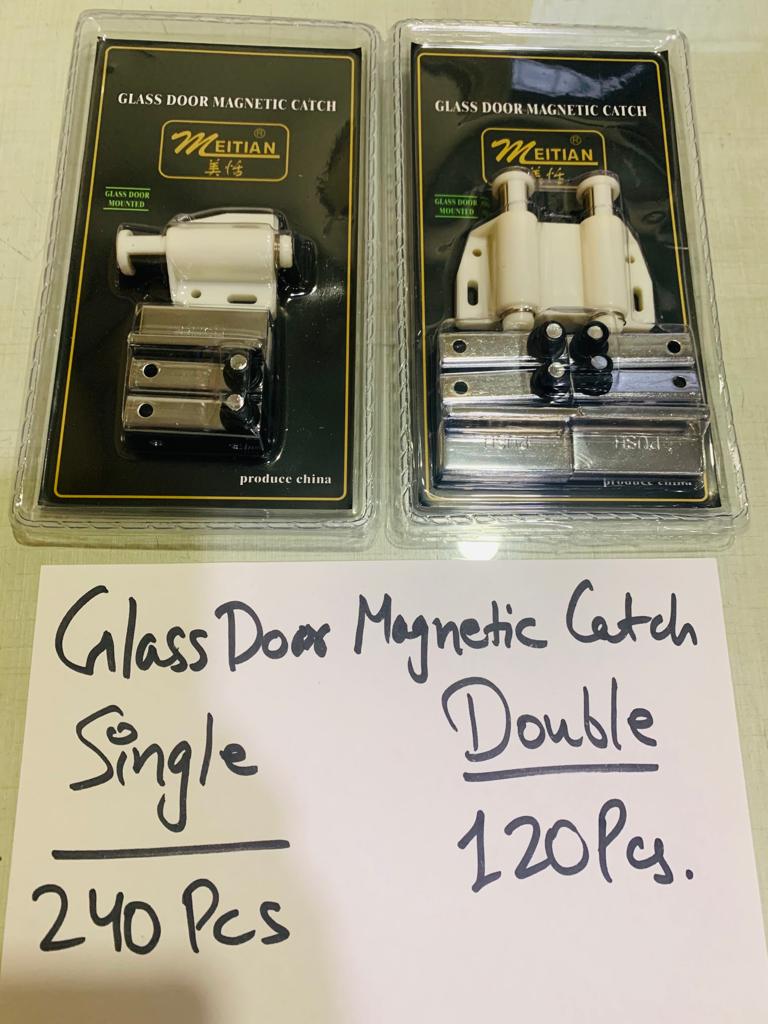 GLASS DOOR MAGNETIC CATCH
MEITIAN®
美恬
GLASS DOOR
MOUNTED
produce china
GLASS DOOR MAGNETIC CATCH
MEITIAN®
美恬
GLASS DOOR
MOUNTED
PUSH
PUSH
produce china
Glass Door Magnetic Catch
Single
240 Pcs
Double
120 Pcs.